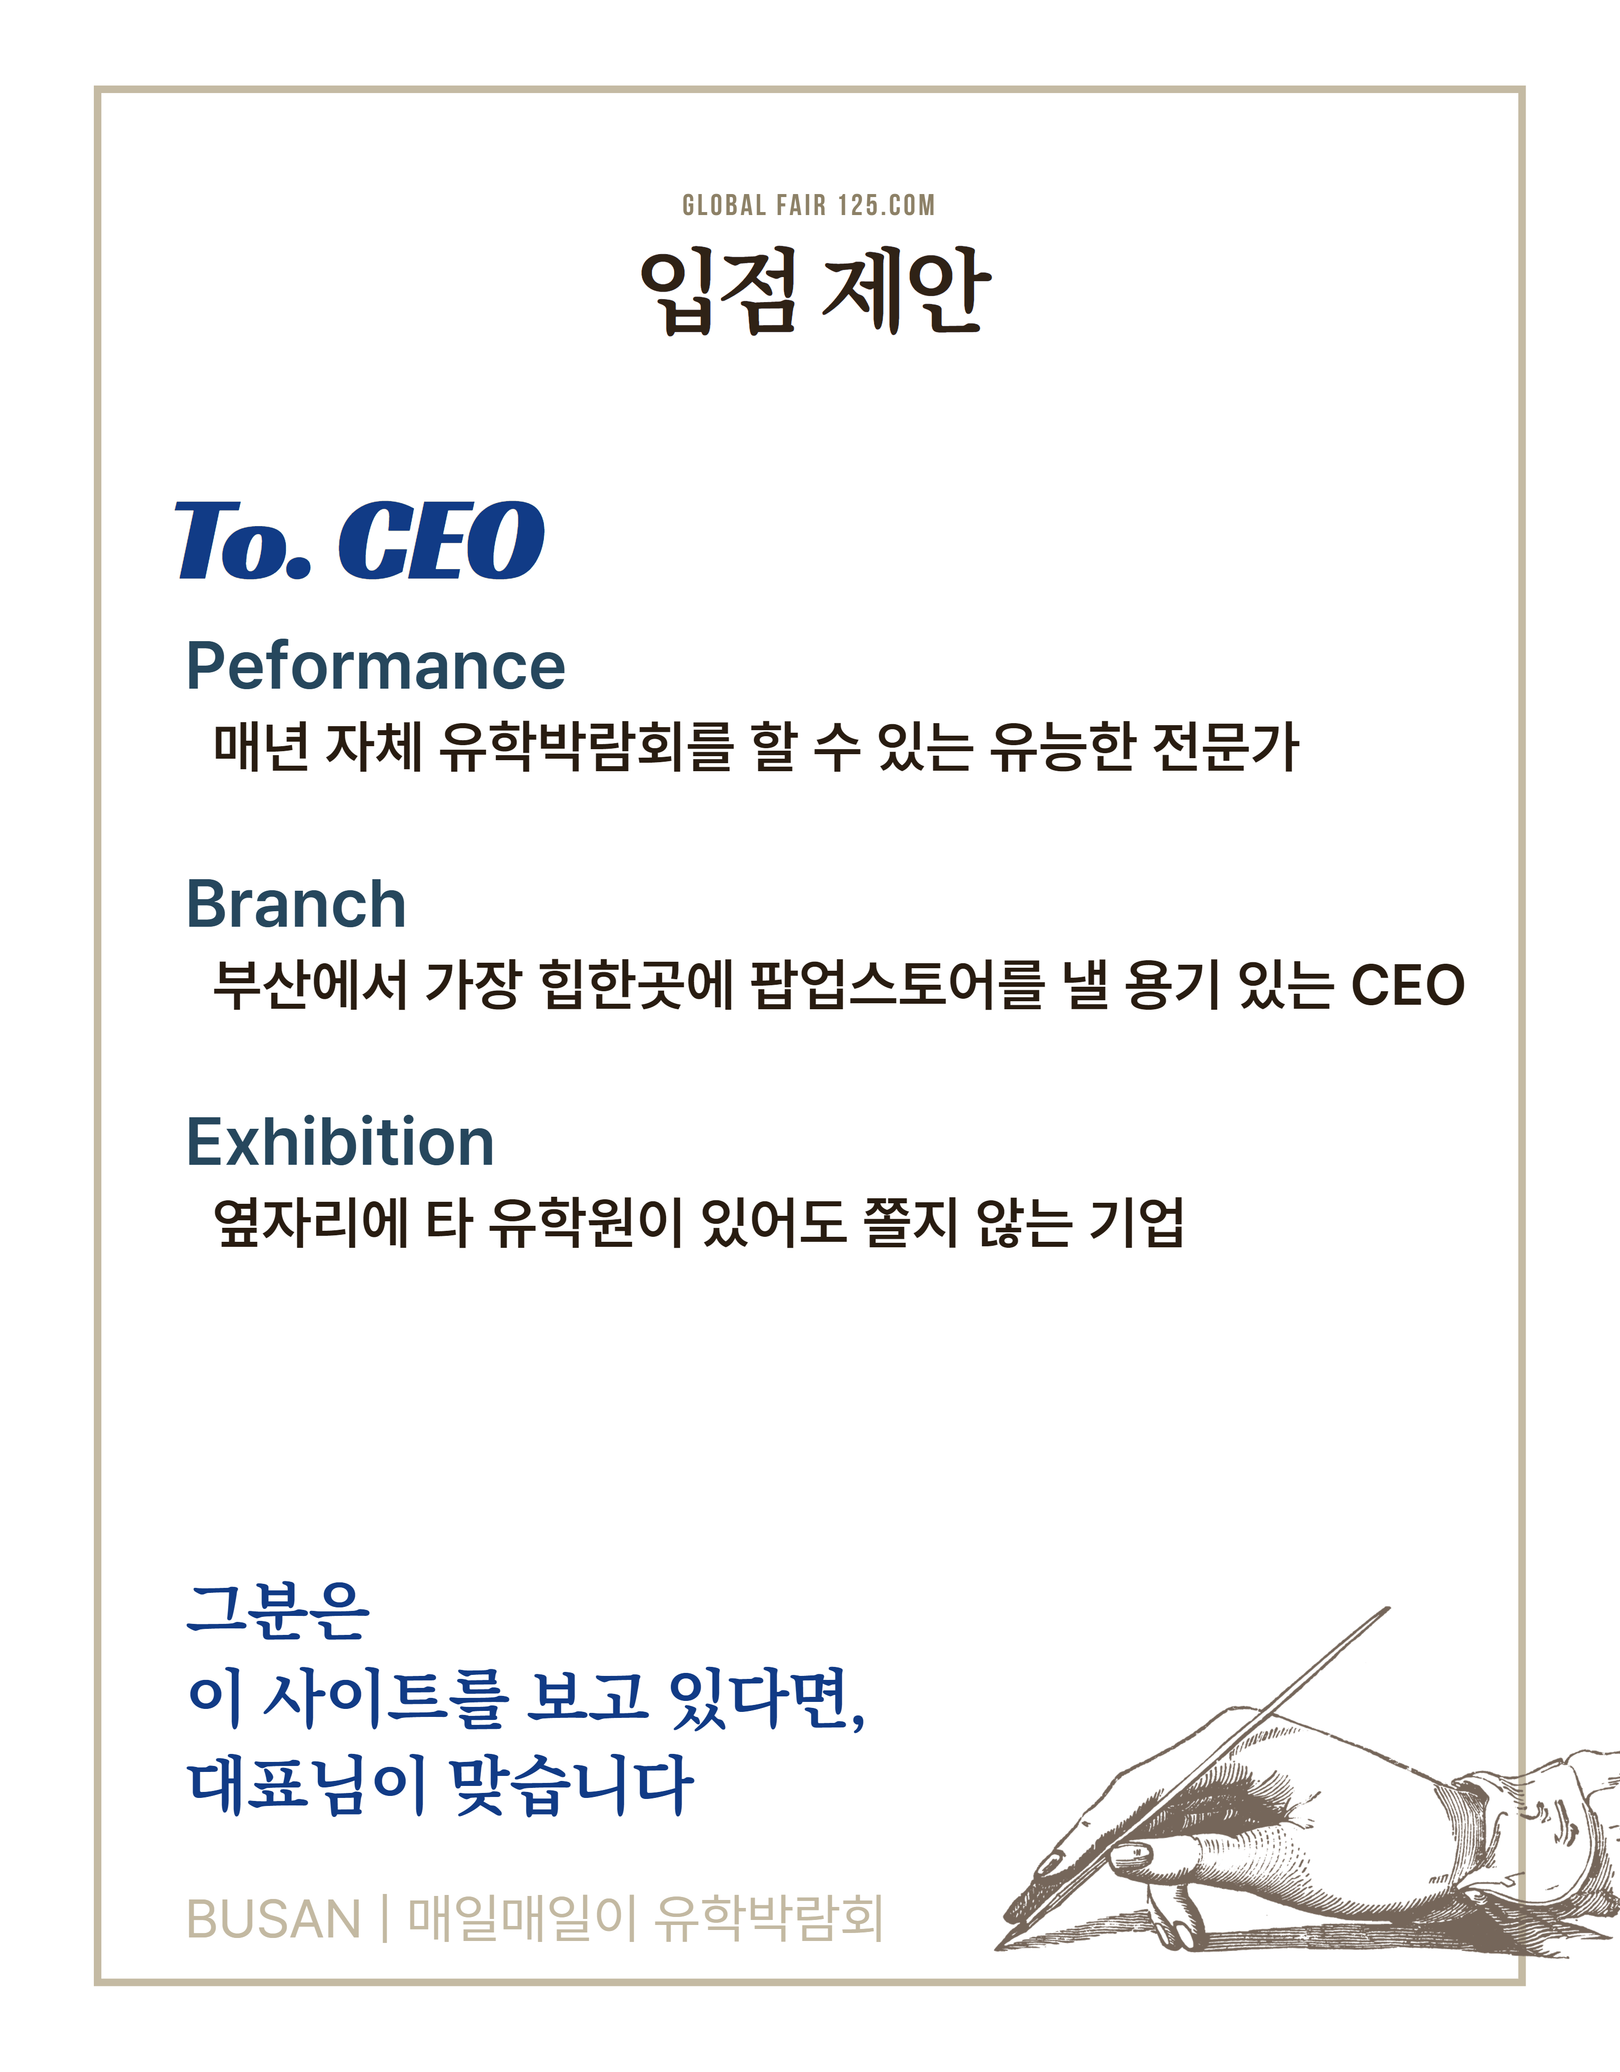 GLOBAL FAIR 125.COM
입점 제안
To. CEO
Peformance
매년 자체 유학박람회를 할 수 있는 유능한 전문가
Branch
부산에서 가장 힙한곳에 팝업스토어를 낼 용기 있는 CEO
Exhibition
옆자리에 타 유학원이 있어도 쫄지 않는 기업
그분은
이 사이트를 보고 있다면,
대표님이 맞습니다
BUSAN | 매일매일이 유학박람회